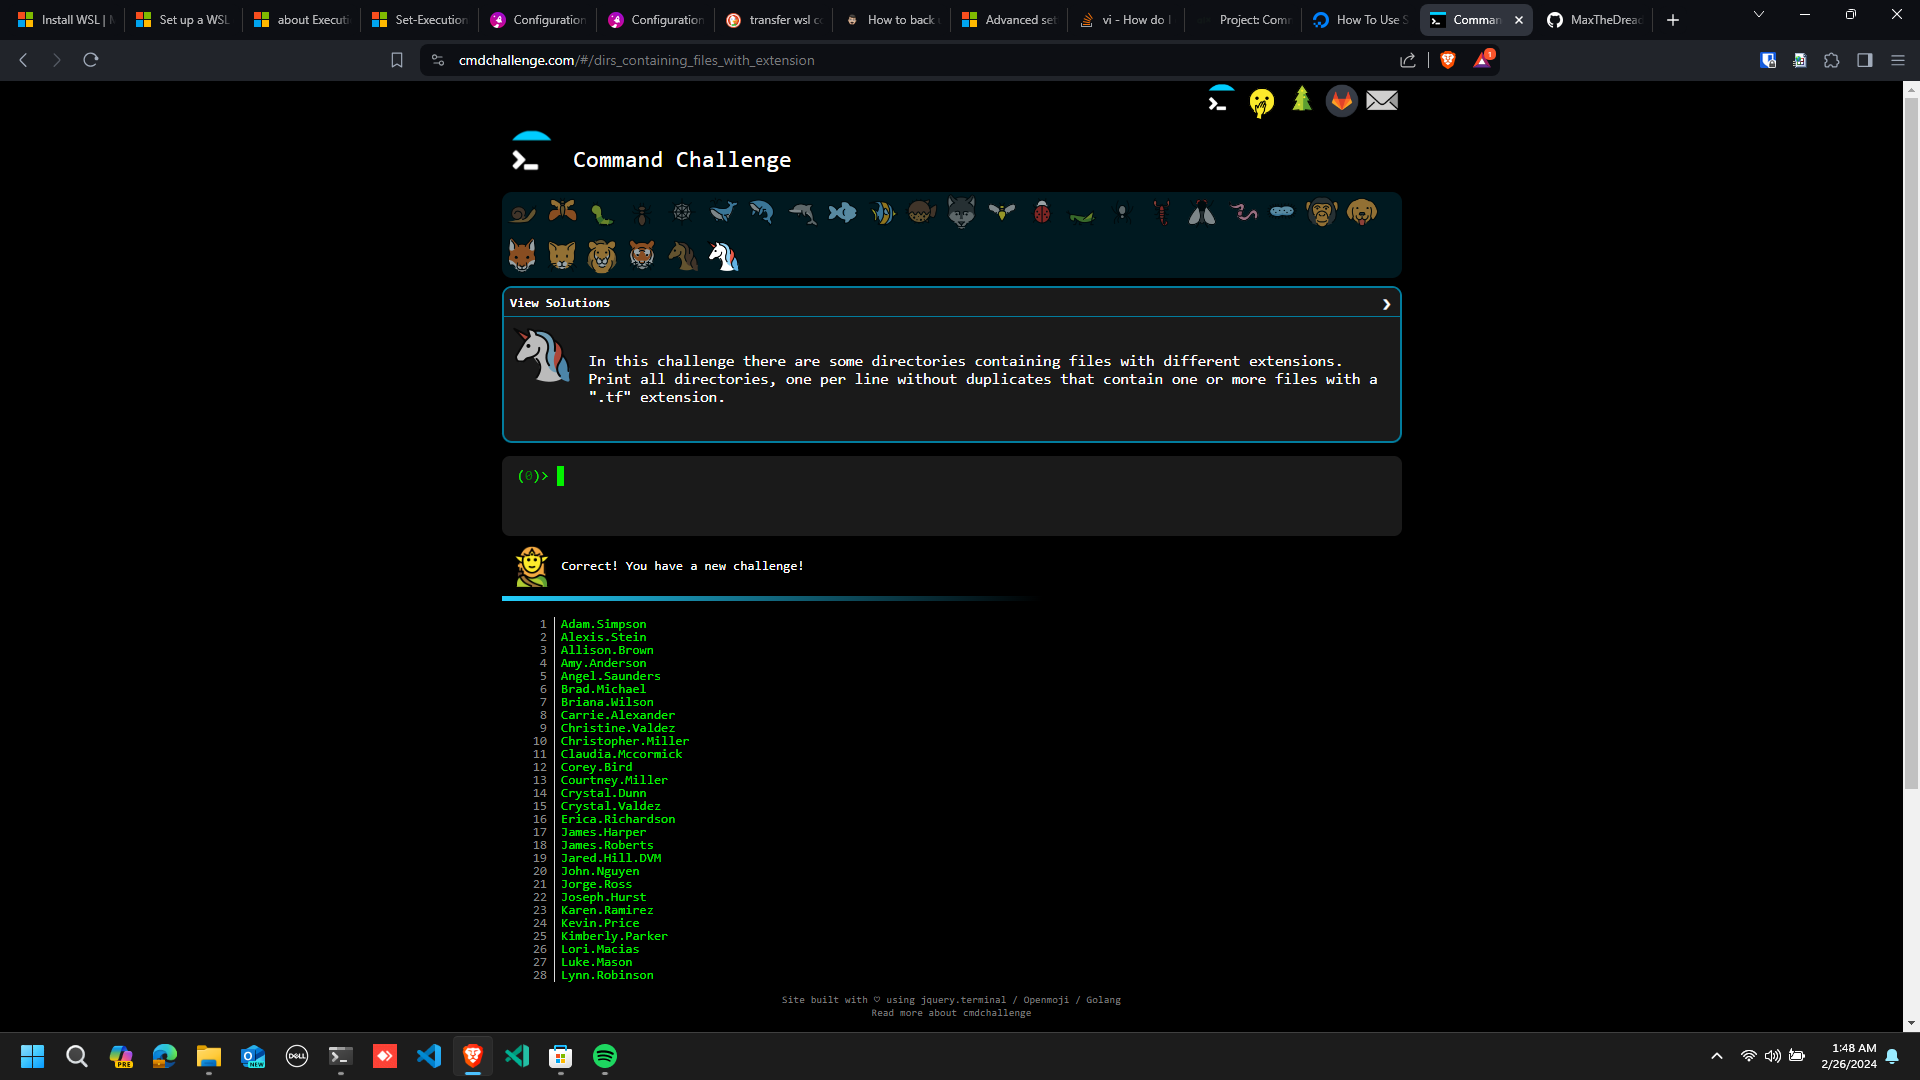 Install WSL | M
Set up a WSL
about Executi
Set-Execution
Configuration
Configuration
transfer wsl co
How to back u
Advanced set
vi - How do I
Project: Com
How To Use S
Comman
MaxTheDread
cmdchallenge.com/#/dirs_containing_files_with_extension
1
Command Challenge
View Solutions
In this challenge there are some directories containing files with different extensions.
Print all directories, one per line without duplicates that contain one or more files with a
".tf" extension.
(0)>
Correct! You have a new challenge!
1 Adam.Simpson
2 Alexis.Stein
3 Allison.Brown
4 Amy.Anderson
5 Angel.Saunders
6 Brad.Michael
7 Briana.Wilson
8 Carrie.Alexander
9 Christine.Valdez
10 Christopher.Miller
11 Claudia.Mccormick
12 Corey.Bird
13 Courtney.Miller
14 Crystal.Dunn
15 Crystal.Valdez
16 Erica.Richardson
17 James.Harper
18 James.Roberts
19 Jared.Hill.DVM
20 John.Nguyen
21 Jorge.Ross
22 Joseph.Hurst
23 Karen.Ramirez
24 Kevin.Price
25 Kimberly.Parker
26 Lori.Macias
27 Luke.Mason
28 Lynn.Robinson
Site built with ♡ using jquery.terminal / Openmoji / Golang
Read more about cmdchallenge
PRE
NEW
DELL
1:48 AM
2/26/2024